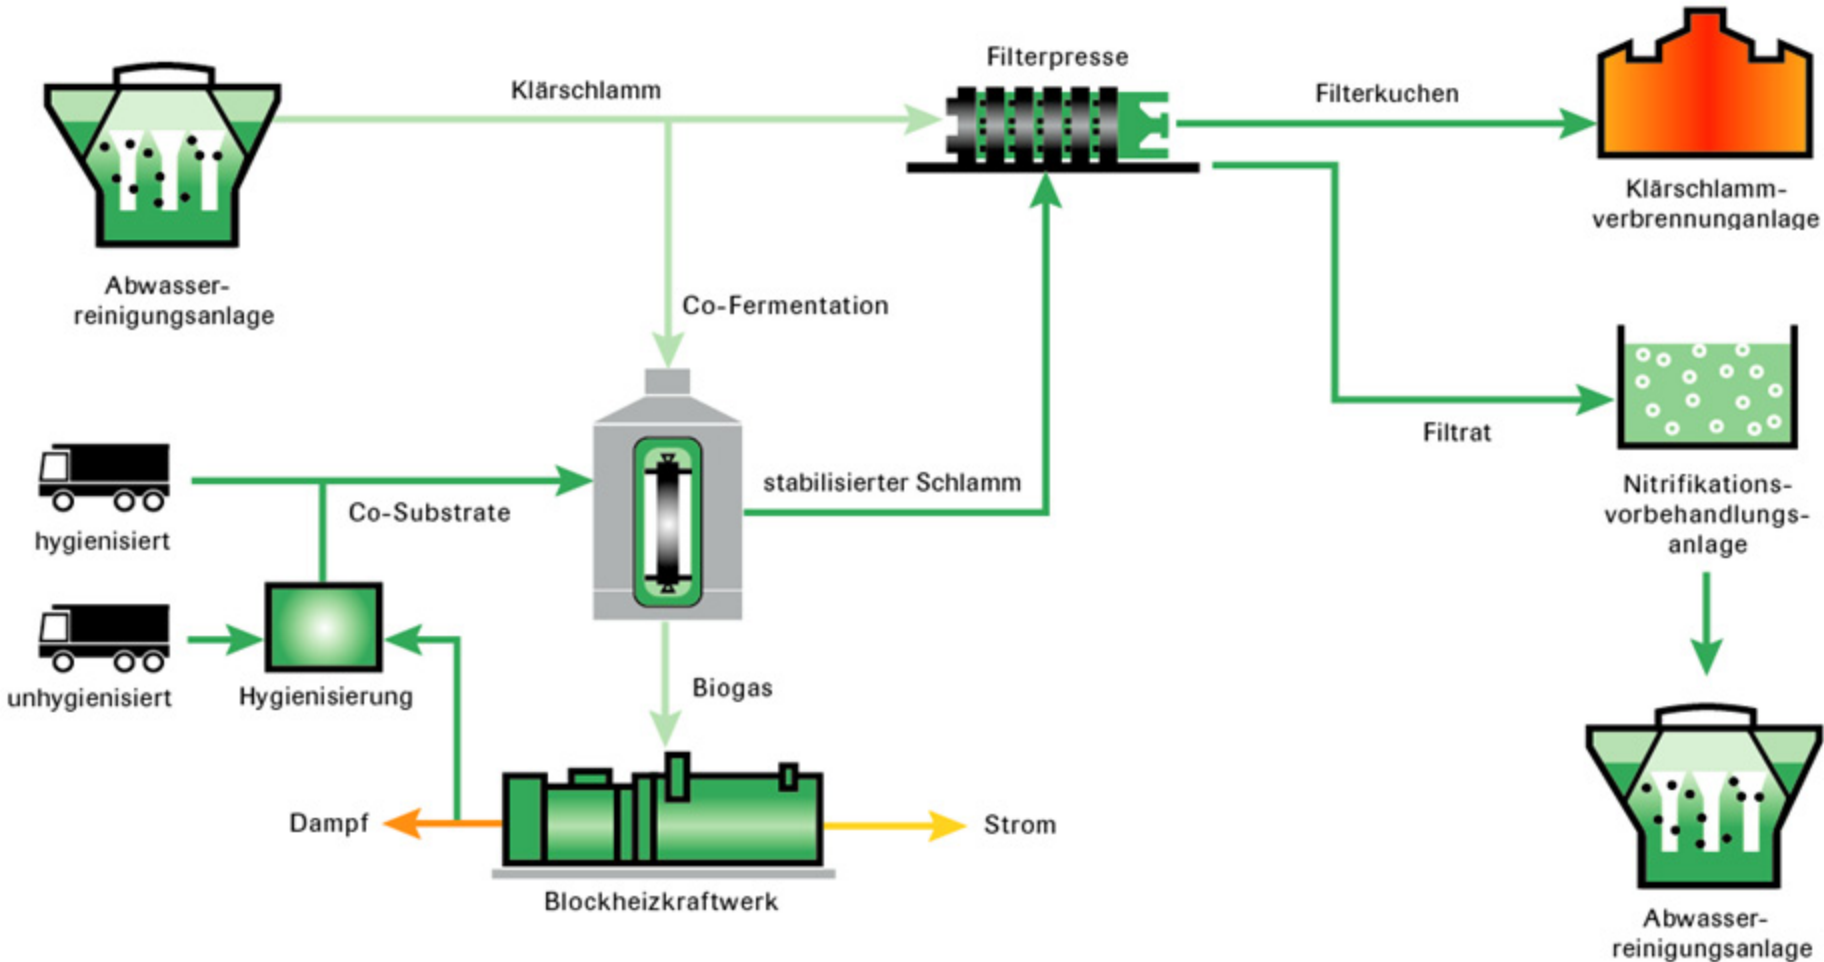 Filterpresse
Klärschlamm
Filterkuchen
Klärschlamm-
verbrennunganlage
Abwasser-
reinigungsanlage
Co-Fermentation
Filtrat
stabilisierter Schlamm
Nitrifikations-
vorbehandlungs-
anlage
Co-Substrate
hygienisiert
unhygienisiert
Hygienisierung
Biogas
Dampf
Strom
Blockheizkraftwerk
Abwasser-
reinigungsanlage